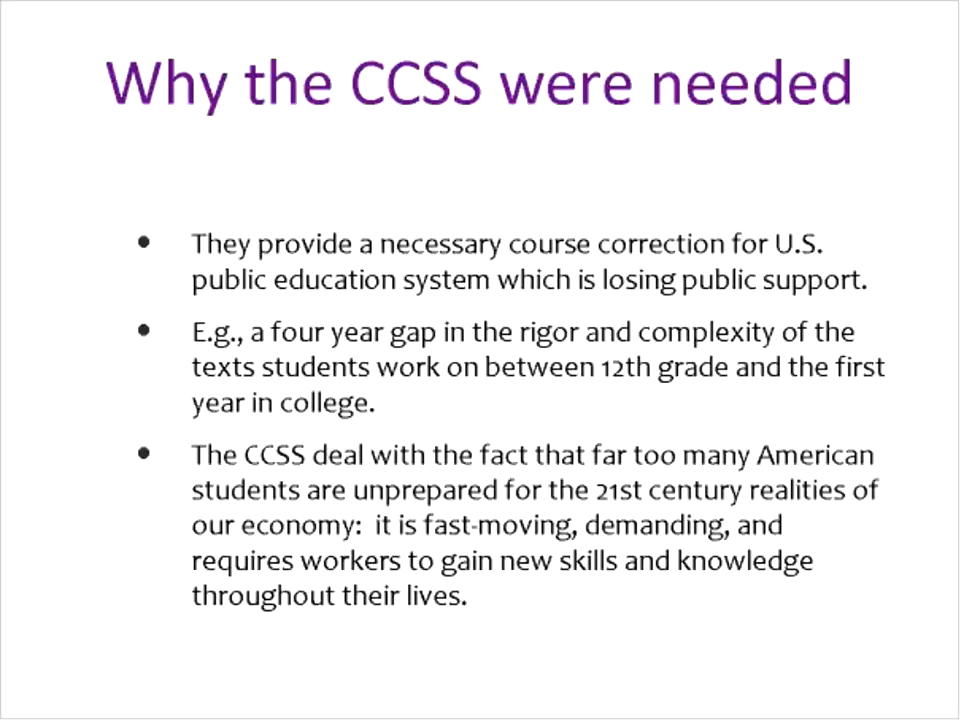 Why the CCSS were needed
• They provide a necessary course correction for U.S.
public education system which is losing public support.
• E.g., a four year gap in the rigor and complexity of the
texts students work on between 12th grade and the first
year in college.
• The CCSS deal with the fact that far too many American
students are unprepared for the 21st century realities of
our economy:  it is fast-moving, demanding, and
requires workers to gain new skills and knowledge
throughout their lives.